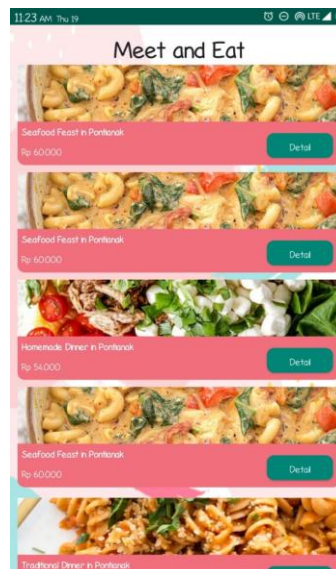 11:23 AM Thu 19
LTE
Meet and Eat
Seafood Feast in Pontianak
Rp 60.000
Detail
Seafood Feast in Pontianak
Rp 60.000
Detail
Homemade Dinner in Pontianak
Rp 54.000
Detail
Seafood Feast in Pontianak
Rp 60.000
Detail
Traditional Dinner in Pontianak